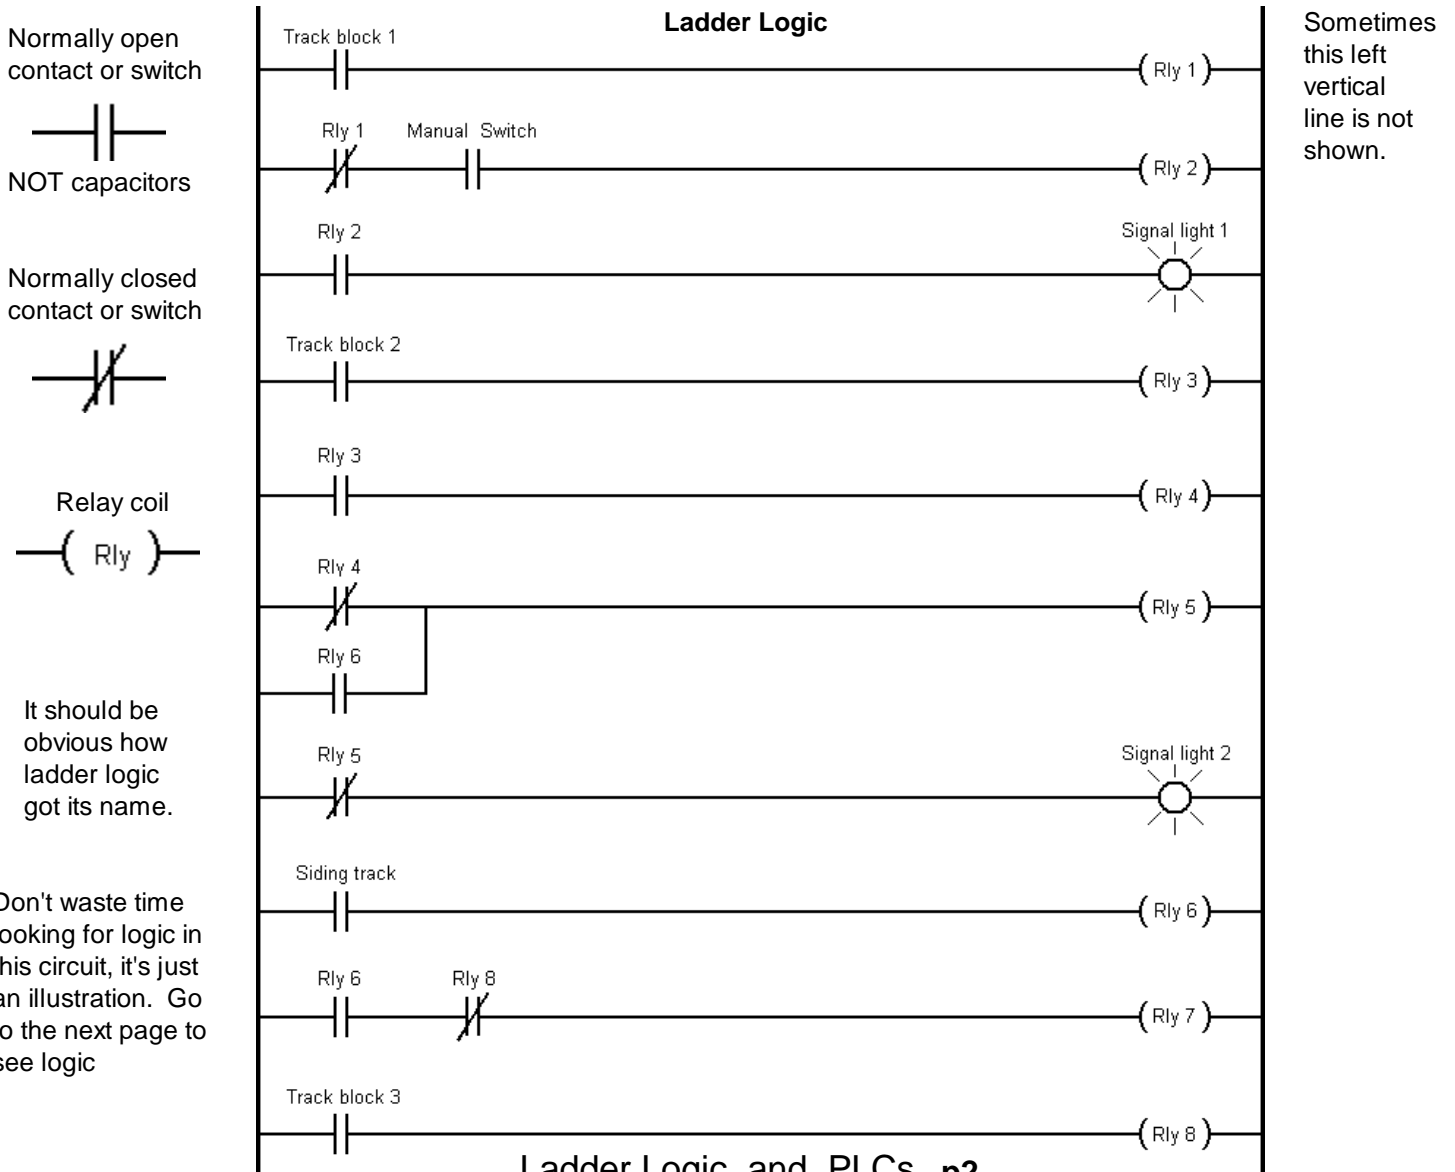 Ladder Logic
Normally open
contact or switch
NOT capacitors
Normally closed
contact or switch
Relay coil
Rly
It should be
obvious how
ladder logic
got its name.
Don't waste time
ooking for logic in
his circuit, it's just
an illustration. Go
o the next page to
see logic
Track block 1
Rly 1
Rly 1
Manual Switch
Rly 2
Rly 2
Signal light 1
Track block 2
Rly 3
Rly 3
Rly 4
Rly 4
Rly 5
Rly 6
Rly 5
Signal light 2
Siding track
Rly 6
Rly 6
Rly 8
Rly 7
Track block 3
Rly 8
Ladder Logic and PLCs p2
Sometimes
this left
vertical
line is not
shown.